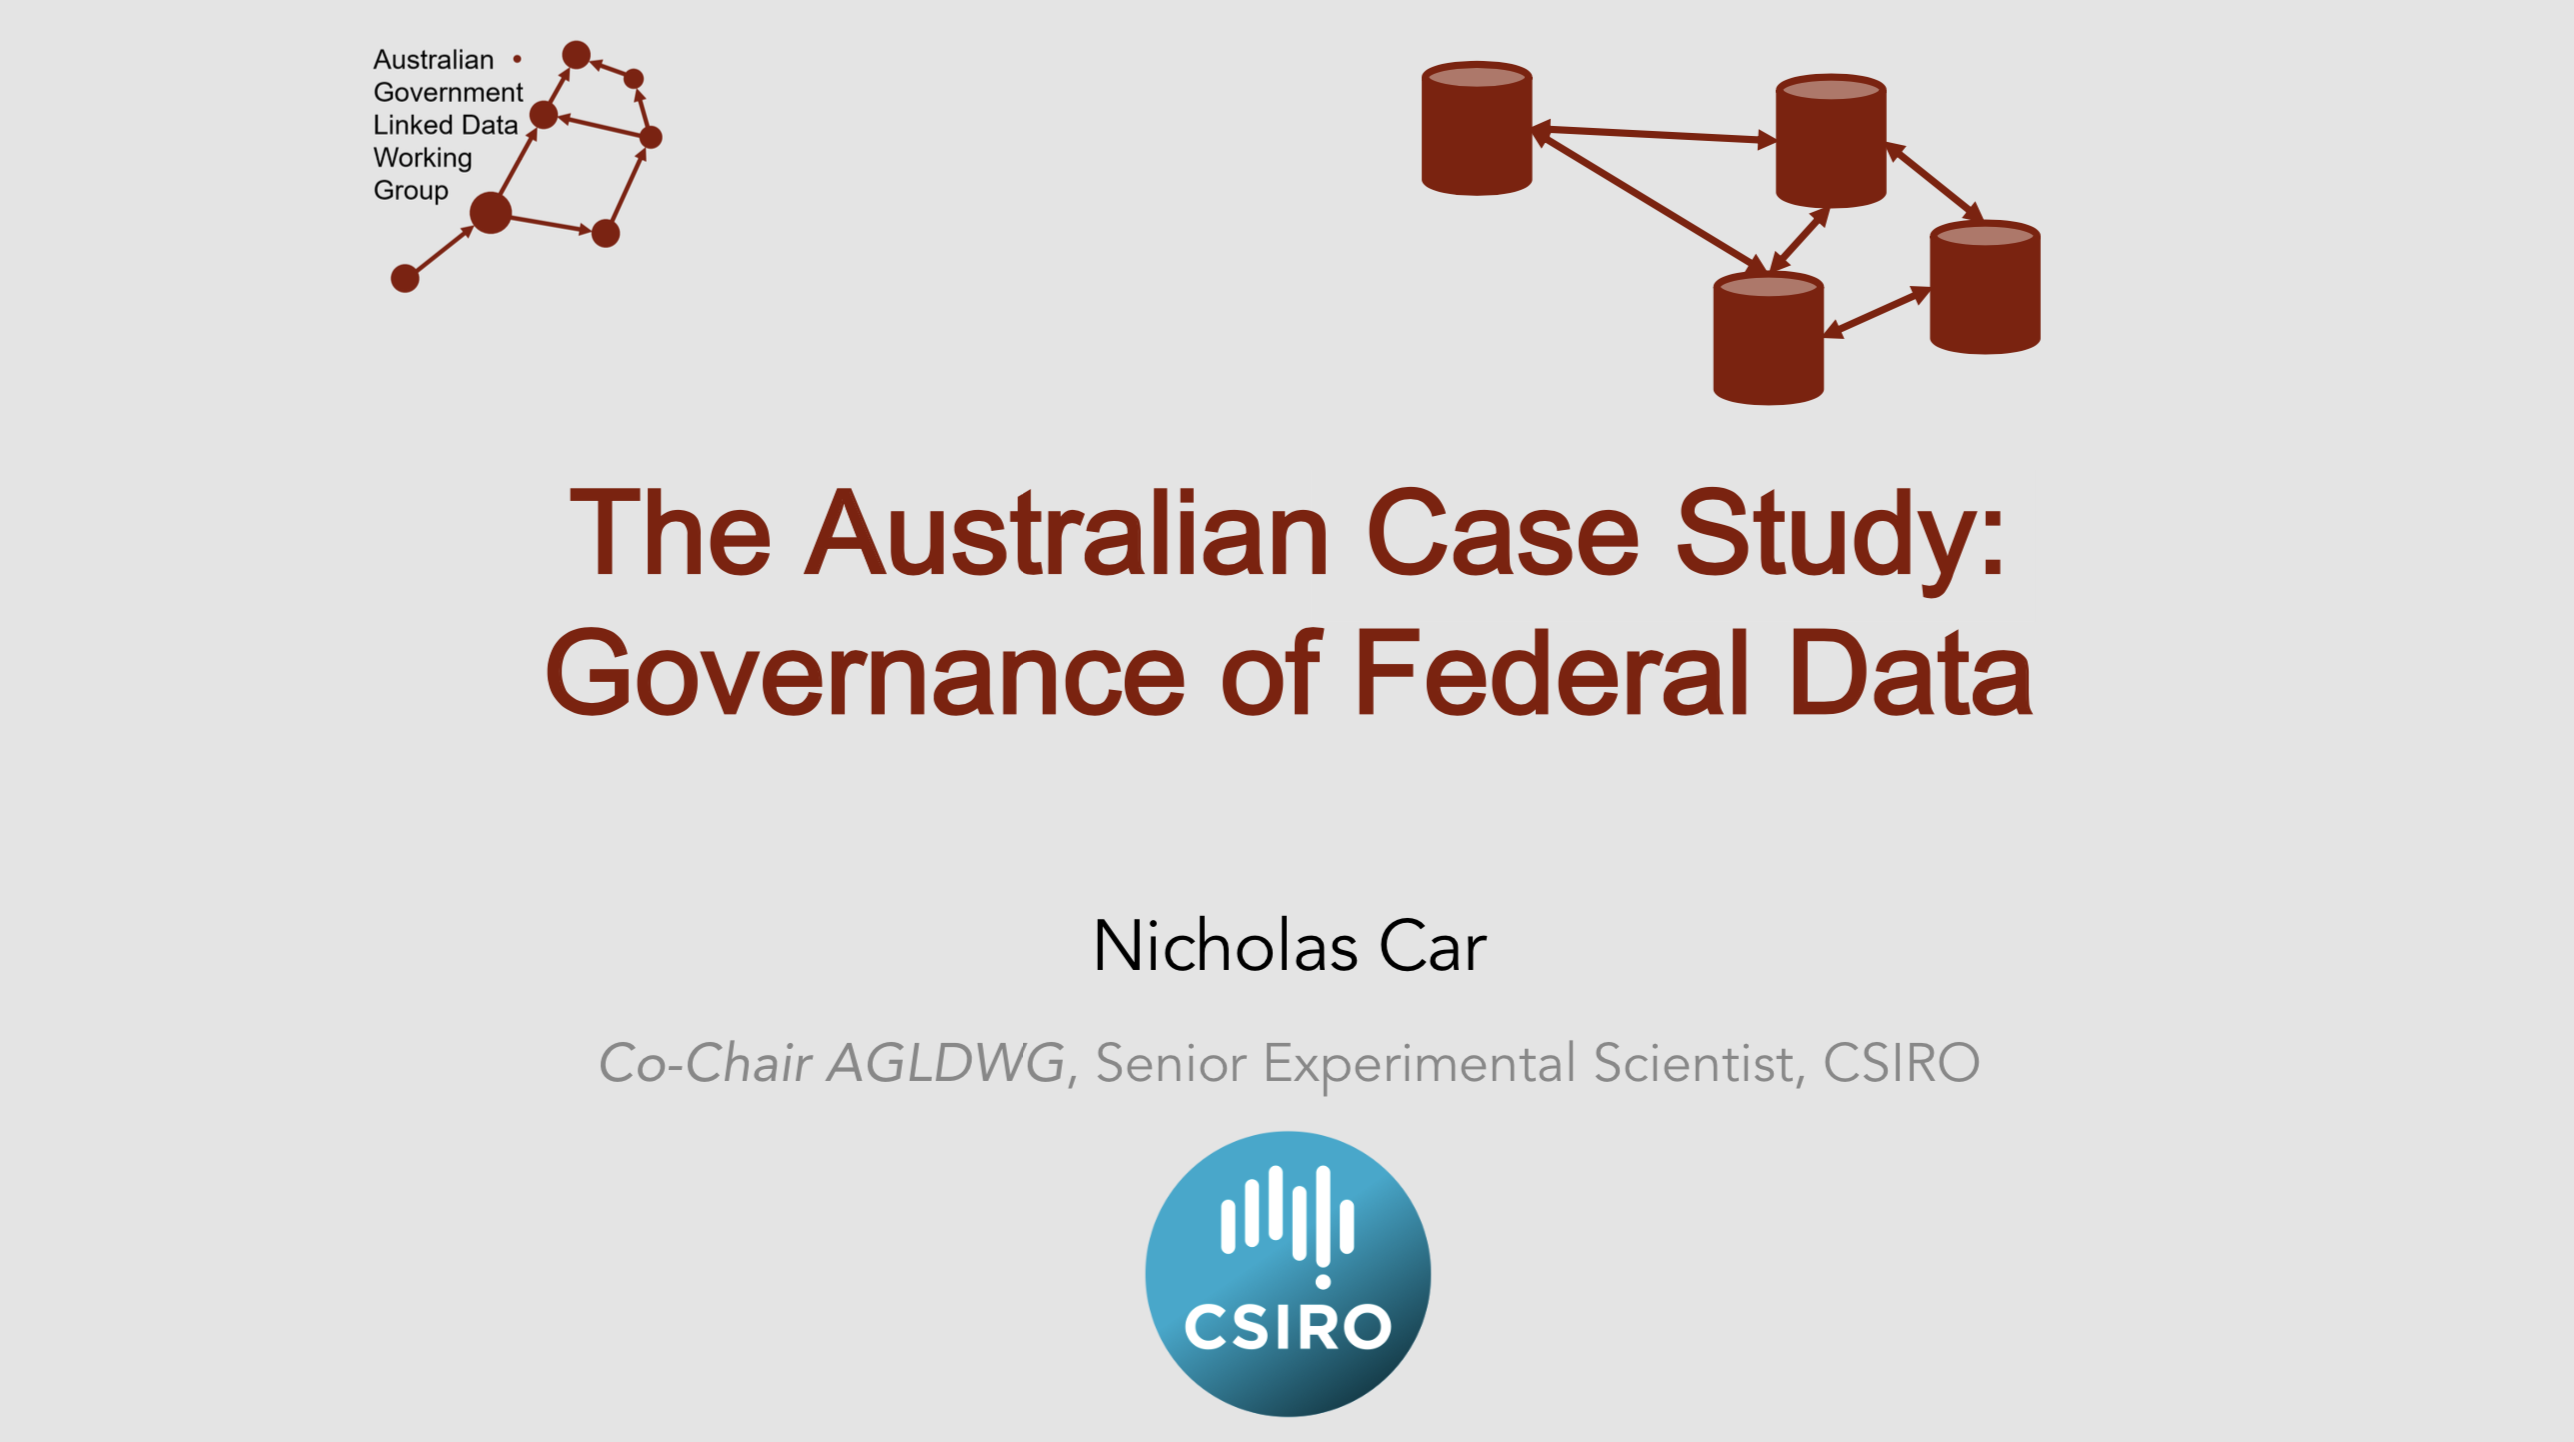 Australian
Government
Linked Data
Working
Group
The Australian Case Study:
Governance of Federal Data
Nicholas Car
Co-Chair AGLDWG, Senior Experimental Scientist, CSIRO
CSIRO